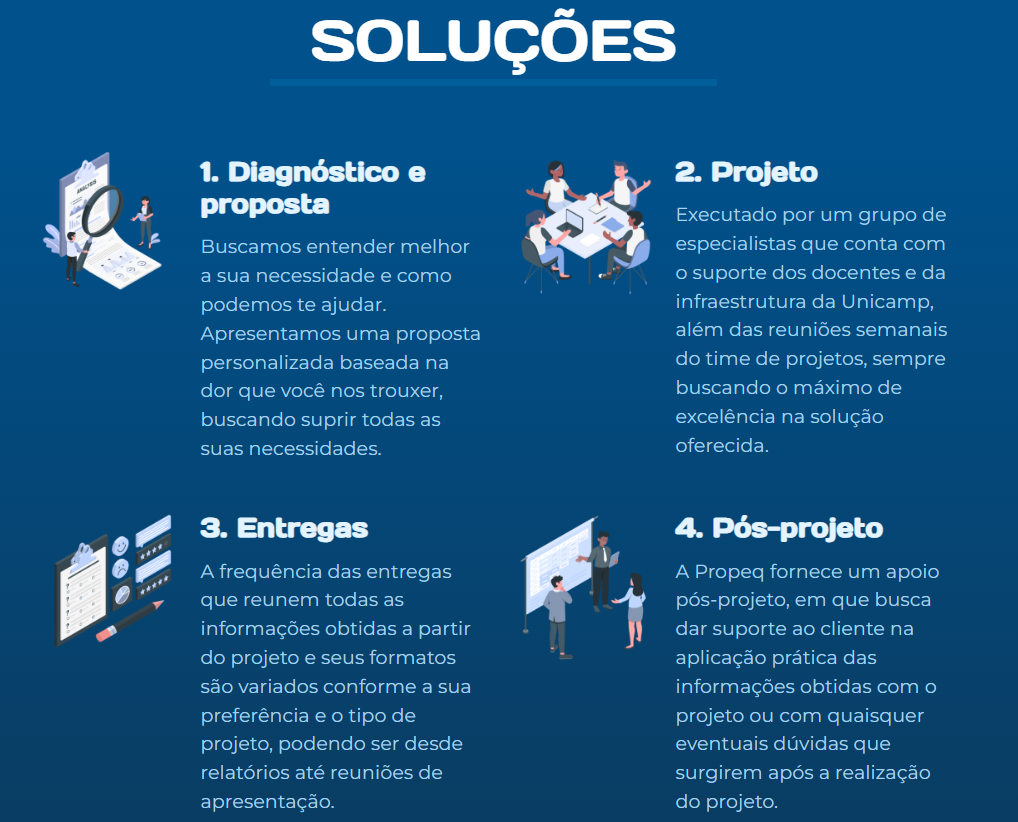 SOLUÇÕES
1. Diagnóstico e
proposta
Buscamos entender melhor
a sua necessidade e como
podemos te ajudar.
Apresentamos uma proposta
personalizada baseada na
dor que você nos trouxer,
buscando suprir todas as
suas necessidades.
2. Projeto
Executado por um grupo de
especialistas que conta com
o suporte dos docentes e da
infraestrutura da Unicamp,
além das reuniões semanais
do time de projetos, sempre
buscando o máximo de
excelência na solução
oferecida.
3. Entregas
A frequência das entregas
que reunem todas as
informações obtidas a partir
do projeto e seus formatos
são variados conforme a sua
preferência e o tipo de
projeto, podendo ser desde
relatórios até reuniões de
apresentação.
4. Pós-projeto
A Propeq fornece um apoio
pós-projeto, em que busca
dar suporte ao cliente na
aplicação prática das
informações obtidas com o
projeto ou com quaisquer
eventuais dúvidas que
surgirem após a realização
do projeto.
ANALYSIS